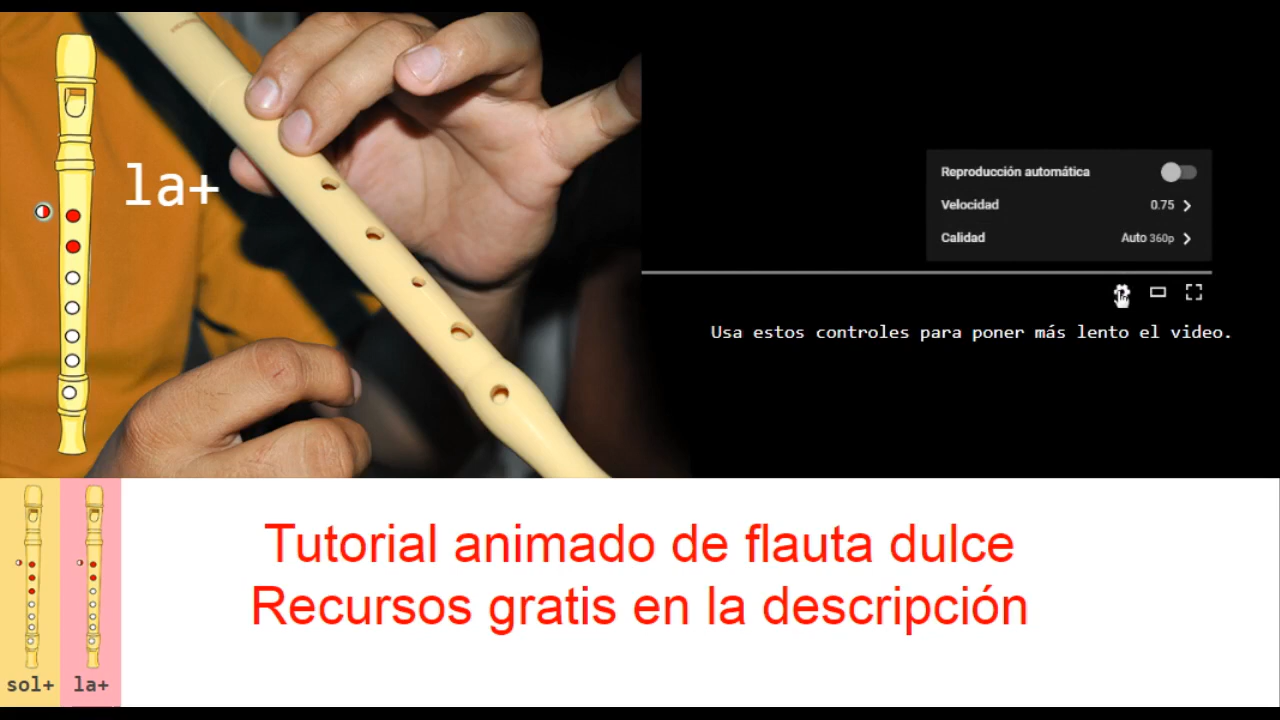 la+
Reproducción automática
Velocidad 0.75
Calidad Auto 360p
Usa estos controles para poner más lento el video.
Tutorial animado de flauta dulce
Recursos gratis en la descripción
sol+ la+